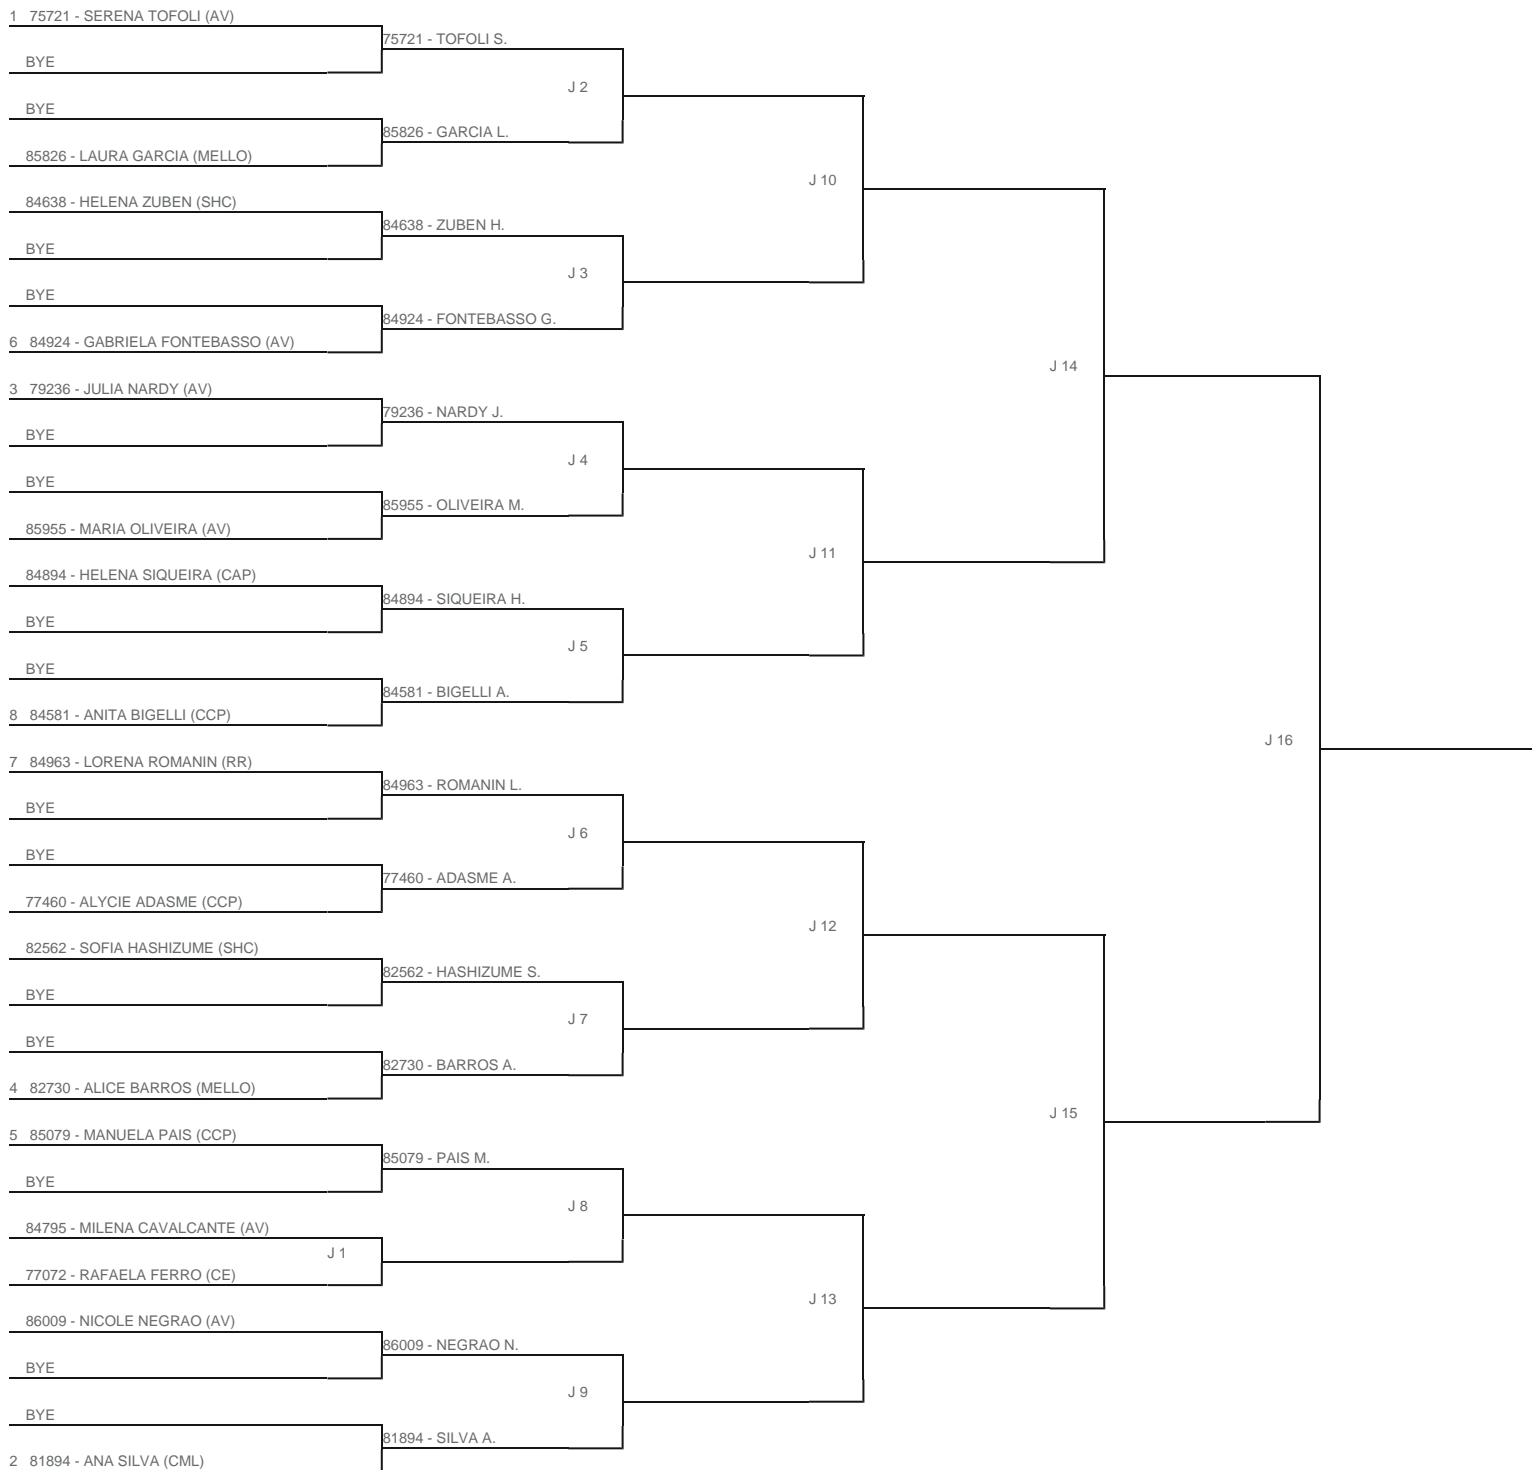 1 75721 - SERENA TOFOLI (AV)
75721 - TOFOLI S.
BYE
J 2
BYE
85826 - GARCIA L.
85826 - LAURA GARCIA (MELLO)
J 10
84638 - HELENA ZUBEN (SHC)
84638 - ZUBEN H.
BYE
J 3
BYE
84924 - FONTEBASSO G.
6 84924 - GABRIELA FONTEBASSO (AV)
J 14
3 79236 - JULIA NARDY (AV)
79236 - NARDY J.
BYE
J 4
BYE
85955 - OLIVEIRA M.
85955 - MARIA OLIVEIRA (AV)
J 11
84894 - HELENA SIQUEIRA (CAP)
84894 - SIQUEIRA H.
BYE
J 5
BYE
84581 - BIGELLI A.
8 84581 - ANITA BIGELLI (CCP)
J 16
7 84963 - LORENA ROMANIN (RR)
84963 - ROMANIN L.
BYE
J 6
BYE
77460 - ADASME A.
77460 - ALYCIE ADASME (CCP)
J 12
82562 - SOFIA HASHIZUME (SHC)
82562 - HASHIZUME S.
BYE
J 7
BYE
82730 - BARROS A.
4 82730 - ALICE BARROS (MELLO)
J 15
5 85079 - MANUELA PAIS (CCP)
85079 - PAIS M.
BYE
J 8
84795 - MILENA CAVALCANTE (AV)
J 1
77072 - RAFAELA FERRO (CE)
J 13
86009 - NICOLE NEGRAO (AV)
86009 - NEGRAO N.
BYE
J 9
BYE
81894 - SILVA A.
2 81894 - ANA SILVA (CML)